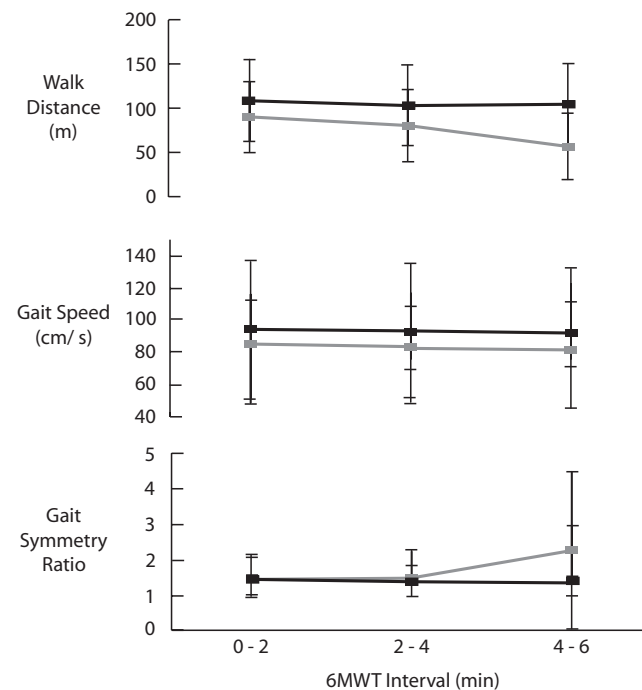 200
150
100
50
0
Walk
Distance
(m)
140
120
100
80
60
40
Gait Speed
(cm/ s)
5
4
3
2
1
0
Gait
Symmetry
Ratio
0 - 2
2 - 4
4 - 6
6MWT Interval (min)